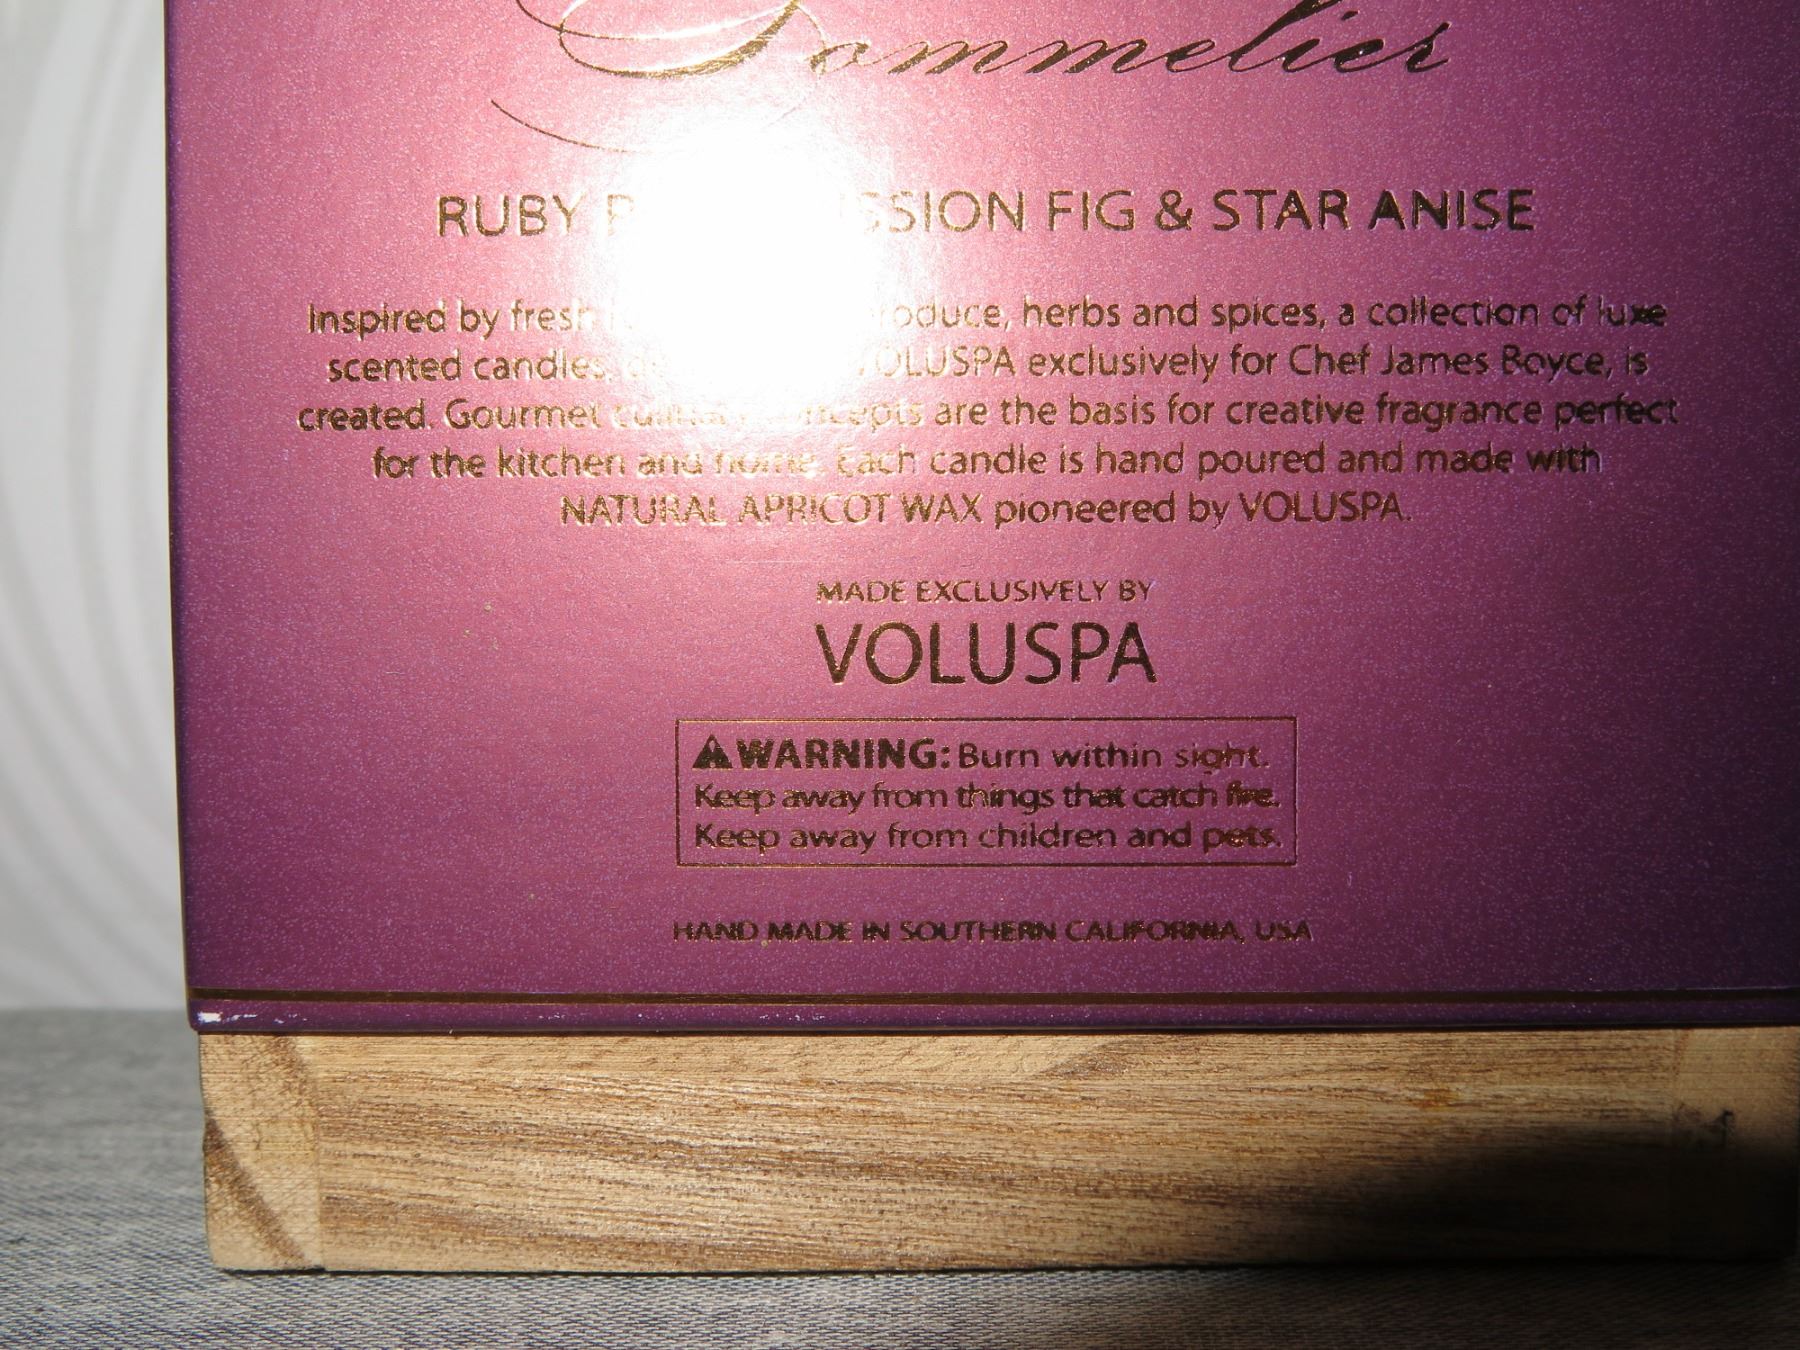 Sommelier
RUBY FIG & STAR ANISE
Inspired by fresh herbs and spices, a collection of luxe
scented candles, VOLUSPA exclusively for Chef James Boyce, is
created. Gourmet culinary concepts are the basis for creative fragrance perfect
for the kitchen and home. Each candle is hand poured and made with
NATURAL APRICOT WAX pioneered by VOLUSPA.
MADE EXCLUSIVELY BY
VOLUSPA
WARNING: Burn within sight.
Keep away from things that catch fire.
Keep away from children and pets.
HAND MADE IN SOUTHERN CALIFORNIA, USA